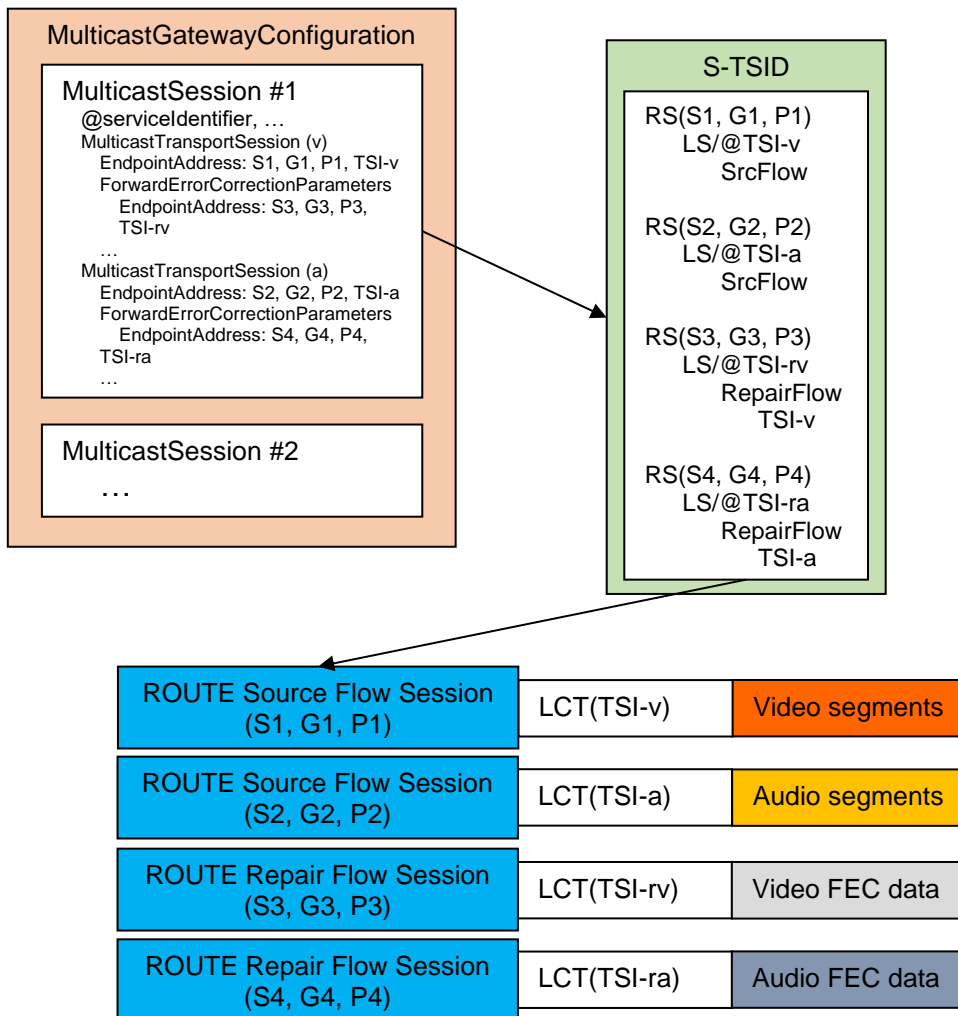 MulticastGatewayConfiguration
MulticastSession #1
@serviceIdentifier, …
MulticastTransportSession (v)
EndpointAddress: S1, G1, P1, TSI-v
ForwardErrorCorrectionParameters
EndpointAddress: S3, G3, P3,
TSI-rv
…
MulticastTransportSession (a)
EndpointAddress: S2, G2, P2, TSI-a
ForwardErrorCorrectionParameters
EndpointAddress: S4, G4, P4,
TSI-ra
…
MulticastSession #2
…
S-TSID
RS(S1, G1, P1)
LS/@TSI-v
SrcFlow
RS(S2, G2, P2)
LS/@TSI-a
SrcFlow
RS(S3, G3, P3)
LS/@TSI-rv
RepairFlow
TSI-v
RS(S4, G4, P4)
LS/@TSI-ra
RepairFlow
TSI-a
ROUTE Source Flow Session
(S1, G1, P1)
LCT(TSI-v)
Video segments
ROUTE Source Flow Session
(S2, G2, P2)
LCT(TSI-a)
Audio segments
ROUTE Repair Flow Session
(S3, G3, P3)
LCT(TSI-rv)
Video FEC data
ROUTE Repair Flow Session
(S4, G4, P4)
LCT(TSI-ra)
Audio FEC data